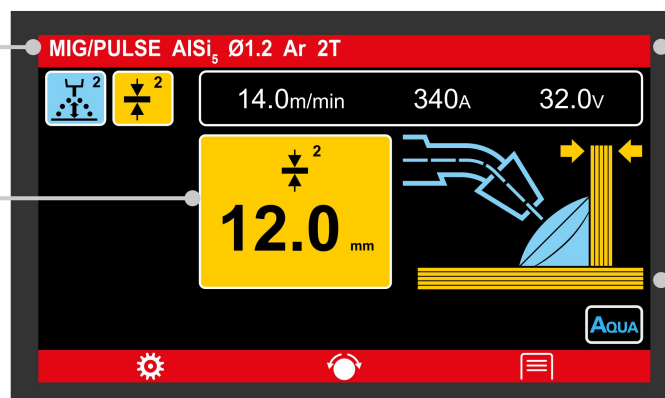 MIG/PULSE AlSi5 Ø1.2 Ar 2T
2 2
14.0m/min 340A 32.0V
2
12.0 mm
AQUA